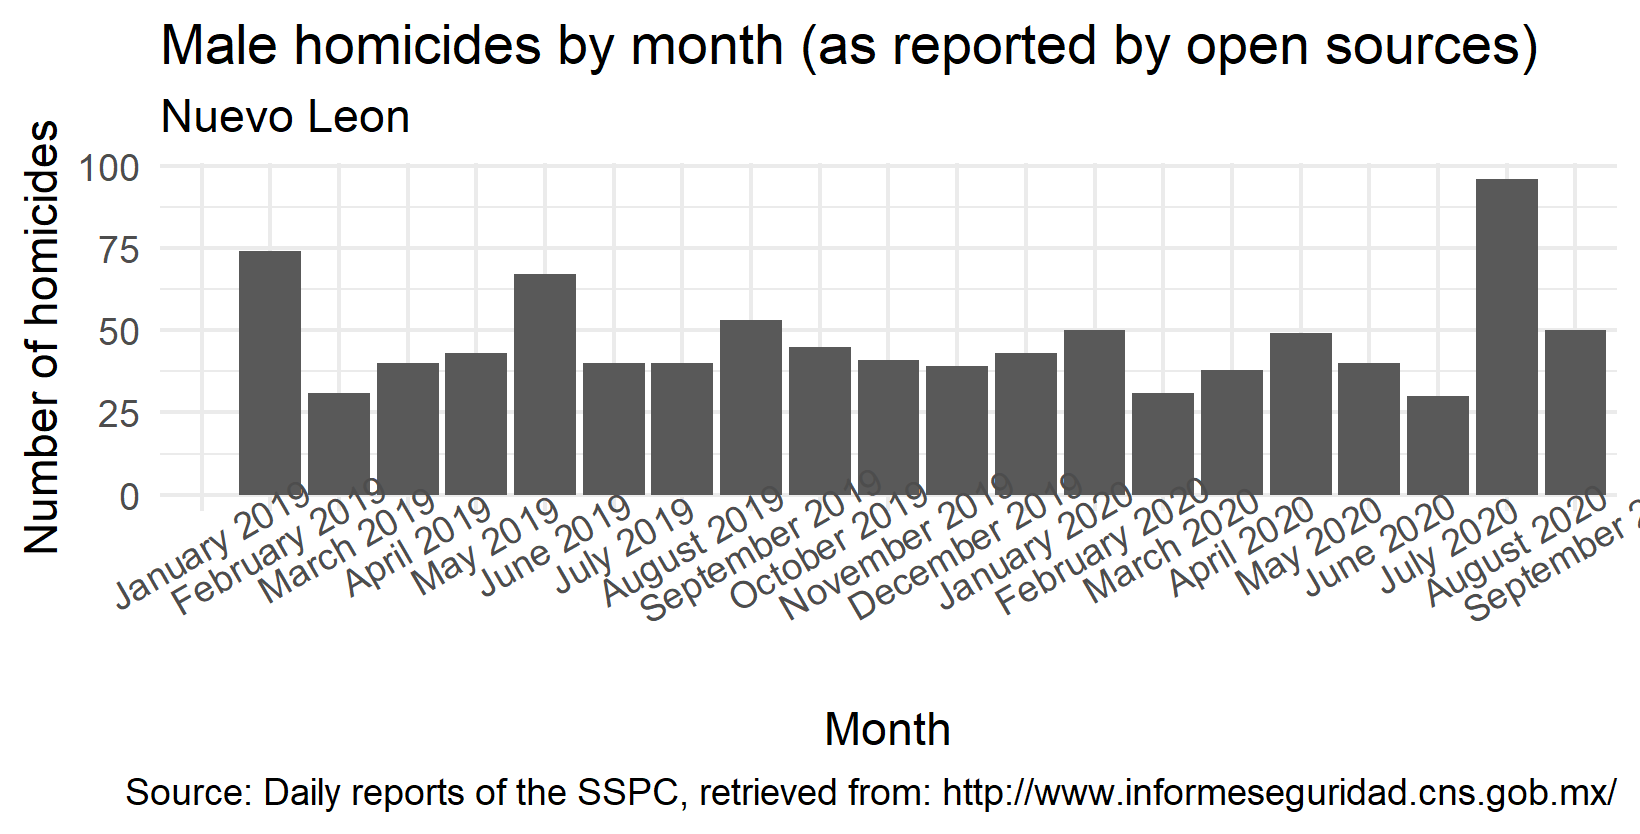 Male homicides by month (as reported by open sources)
Nuevo Leon
Number of homicides
100
75
50
25
0
January 2019
February 2019
March 2019
April 2019
May 2019
June 2019
July 2019
August 2019
September 2019
October 2019
November 2019
December 2019
January 2020
February 2020
March 2020
April 2020
May 2020
June 2020
July 2020
August 2020
September 2
Month
Source: Daily reports of the SSPC, retrieved from: http://www.informeseguridad.cns.gob.mx/